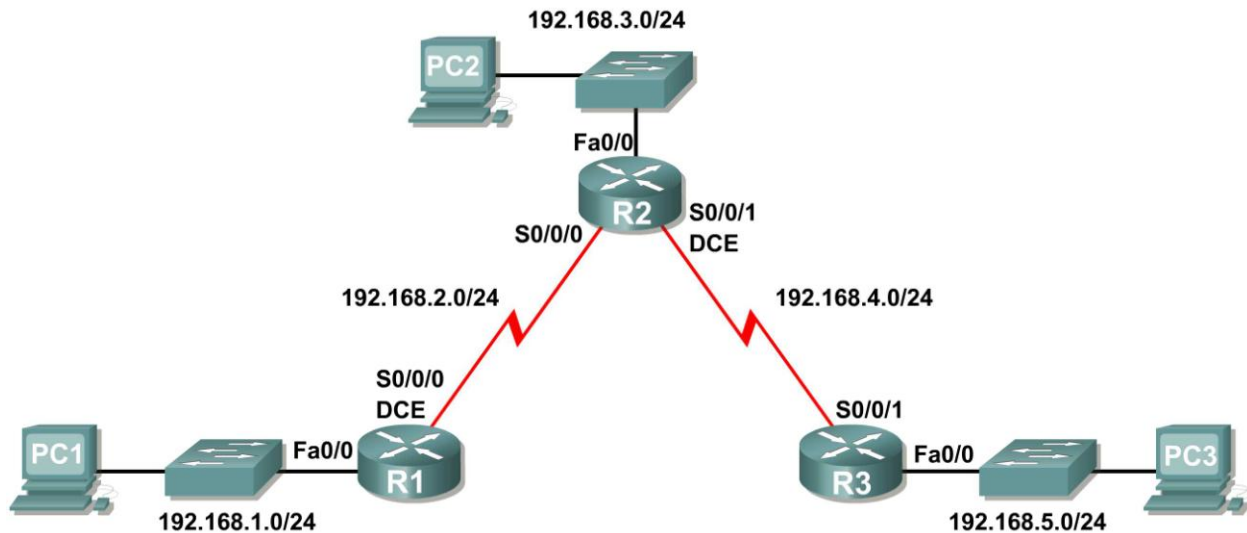 192.168.3.0/24
PC2
Fa0/0
R2
S0/0/1
DCE
S0/0/0
192.168.2.0/24
192.168.4.0/24
S0/0/0
DCE
S0/0/1
PC1
Fa0/0
R1
R3
Fa0/0
PC3
192.168.1.0/24
192.168.5.0/24